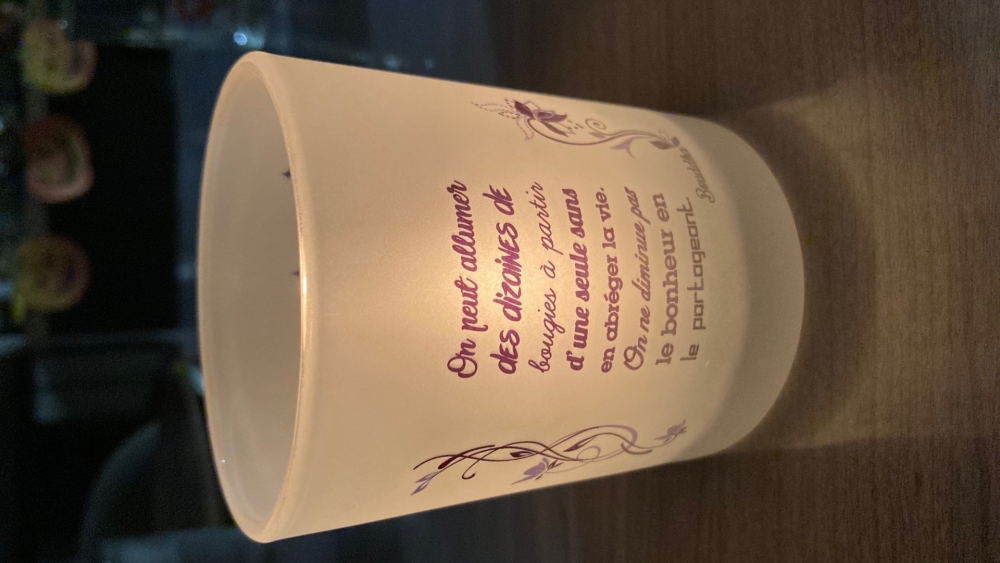 On peut allumer
des dizaines de
bougies à partir
d'une seule sans
en abréger la vie.
On ne diminue pas
le bonheur en
le partageant.